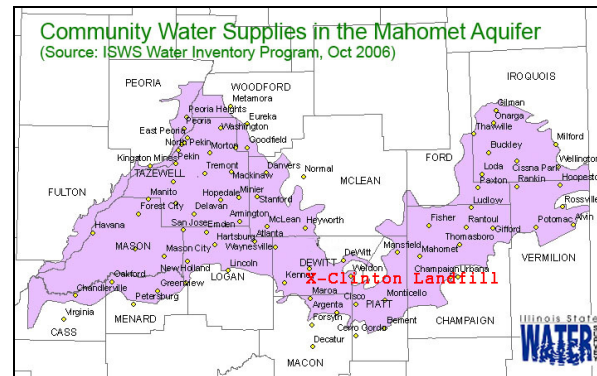 Community Water Supplies in the Mahomet Aquifer
(Source: ISWS Water Inventory Program, Oct 2006)
PEORIA
WOODFORD
IROQUOIS
Metamora
Peoria Heights
Peoria
Eureka
Washington
East Peoria
North Pekin
Morton
Goodfield
Kingston Mines
Pekin
Danvers
Normal
TAZEWELL
Tremont
Mackinaw
MCLEAN
FORD
FULTON
Manito
Hopedale
Minier
Stanford
Forest City
Delavan
Armington
McLean
Heyworth
Havana
San Jose
Emden
Atlanta
Hartsburg
Waynesville
MASON
Mason City
DEWITT
DeWitt
Lincoln
LOGAN
Kenney
Weldon
New Holland
Oakford
Greenview
Chandlerville
Petersburg
Virginia
CASS
MENARD
X-Clinton Landfill
Maroa
Cisco
PIATT
Monticello
Argenta
Forsyth
Cerro Gordo
Bement
Decatur
MACON
CHAMPAIGN
Gilman
Onarga
Thawville
Milford
Buckley
Wellington
Loda
Cissna Park
Hoopeston
Paxton
Rankin
Rossville
Ludlow
Fisher
Rantoul
Gifford
Potomac
Alvin
Thomasboro
Mansfield
Mahomet
VERMILION
Champaign
Urbana
Illinois State
WATER